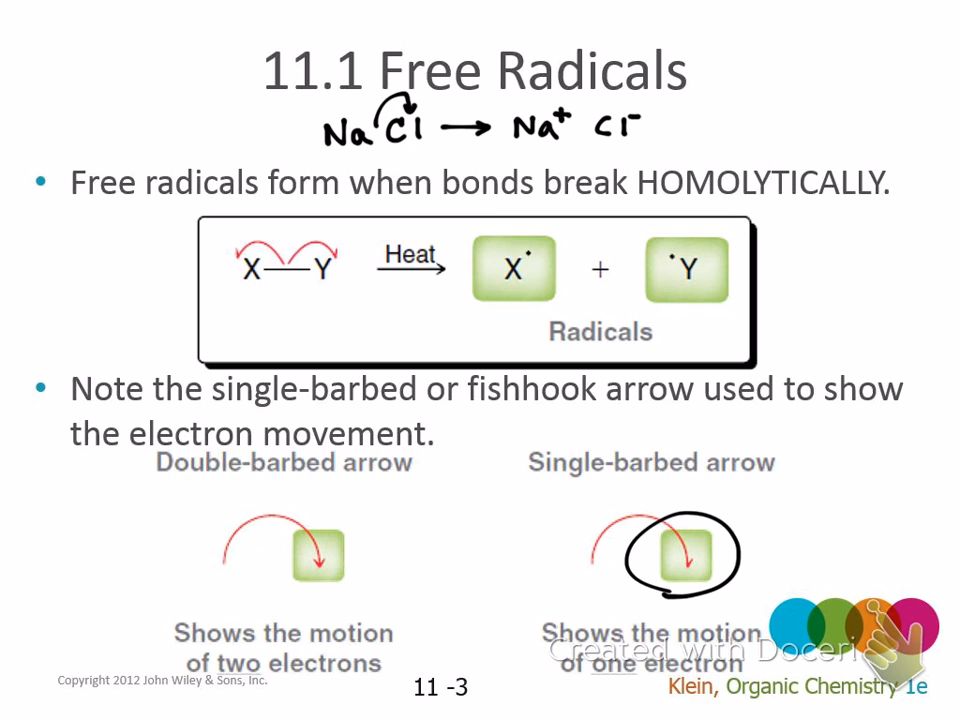 11.1 Free Radicals
NaCl → Na⁺ Cl⁻
• Free radicals form when bonds break HOMOLYTICALLY.
X—Y Heat X• + •Y
Radicals
• Note the single-barbed or fishhook arrow used to show
the electron movement.
Double-barbed arrow Single-barbed arrow
Shows the motion Shows the motion
of two electrons of one electron
Created with Doceri
Copyright 2012 John Wiley & Sons, Inc.
11 -3
Klein, Organic Chemistry 1e